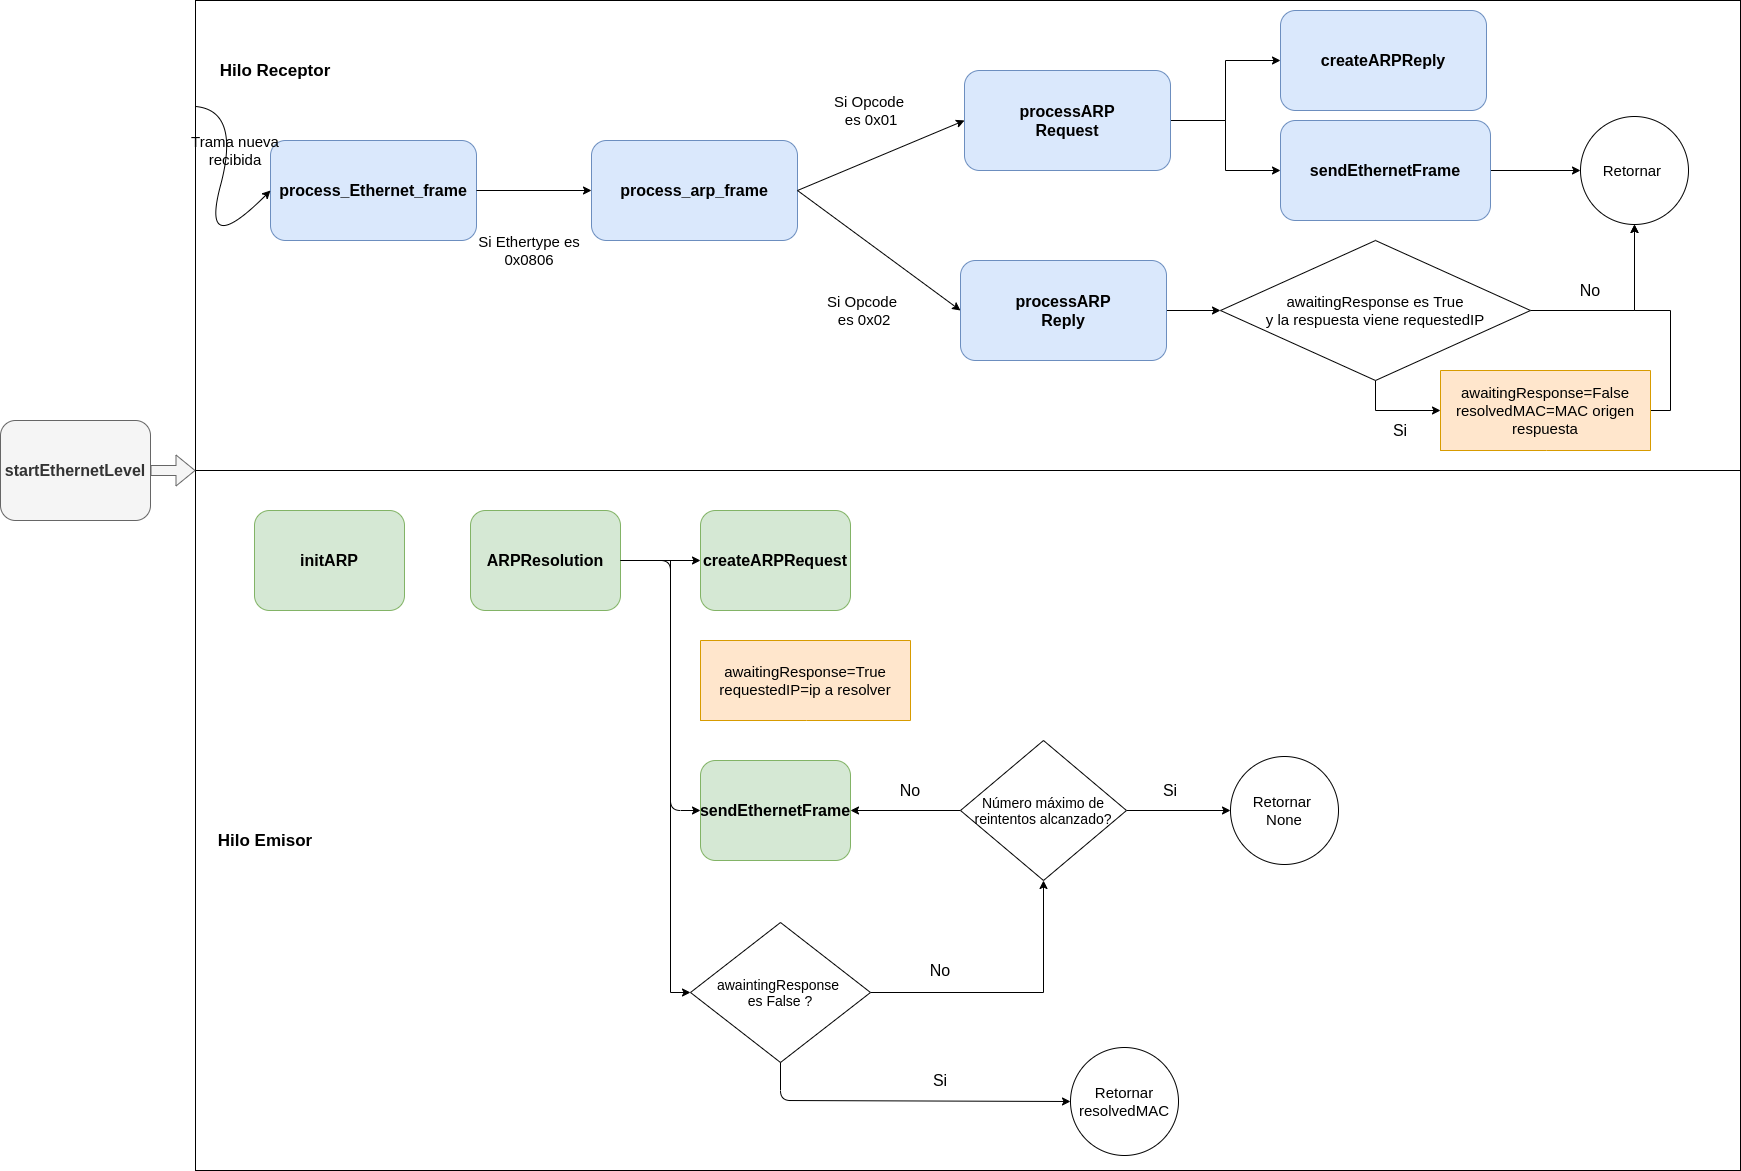 Hilo Receptor
Trama nueva
recibida
process_Ethernet_frame
Si Ethertype es
0x0806
process_arp_frame
Si Opcode
es 0x01
Si Opcode
es 0x02
processARP
Request
createARPReply
sendEthernetFrame
Retornar
processARP
Reply
awaitingResponse es True
y la respuesta viene requestedIP
No
Si
awaitingResponse=False
resolvedMAC=MAC origen
respuesta
startEthernetLevel
initARP
ARPResolution
createARPRequest
awaitingResponse=True
requestedIP=ip a resolver
Hilo Emisor
sendEthernetFrame
No
Número máximo de
reintentos alcanzado?
Si
Retornar
None
awaintingResponse
es False ?
No
Si
Retornar
resolvedMAC